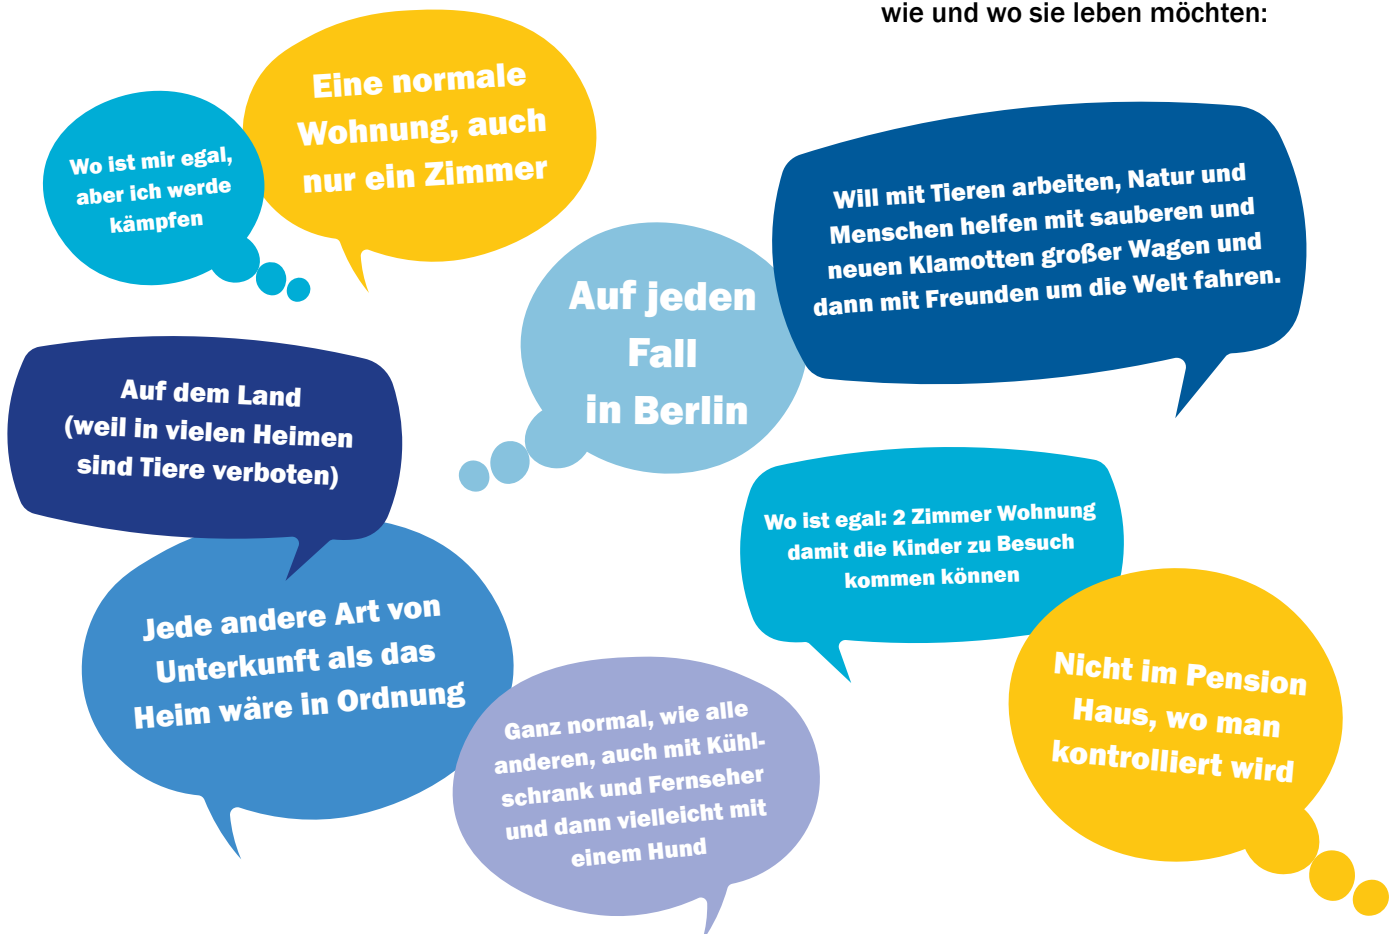 wie und wo sie leben möchten:
Eine normale
Wohnung, auch
nur ein Zimmer
Wo ist mir egal,
aber ich werde
kämpfen
Will mit Tieren arbeiten, Natur und
Menschen helfen mit sauberen und
neuen Klamotten großer Wagen und
dann mit Freunden um die Welt fahren.
Auf jeden
Fall
in Berlin
Auf dem Land
(weil in vielen Heimen
sind Tiere verboten)
Wo ist egal: 2 Zimmer Wohnung
damit die Kinder zu Besuch
kommen können
Jede andere Art von
Unterkunft als das
Heim wäre in Ordnung
Nicht im Pension
Haus, wo man
kontrolliert wird
Ganz normal, wie alle
anderen, auch mit Kühl-
schrank und Fernseher
und dann vielleicht mit
einem Hund